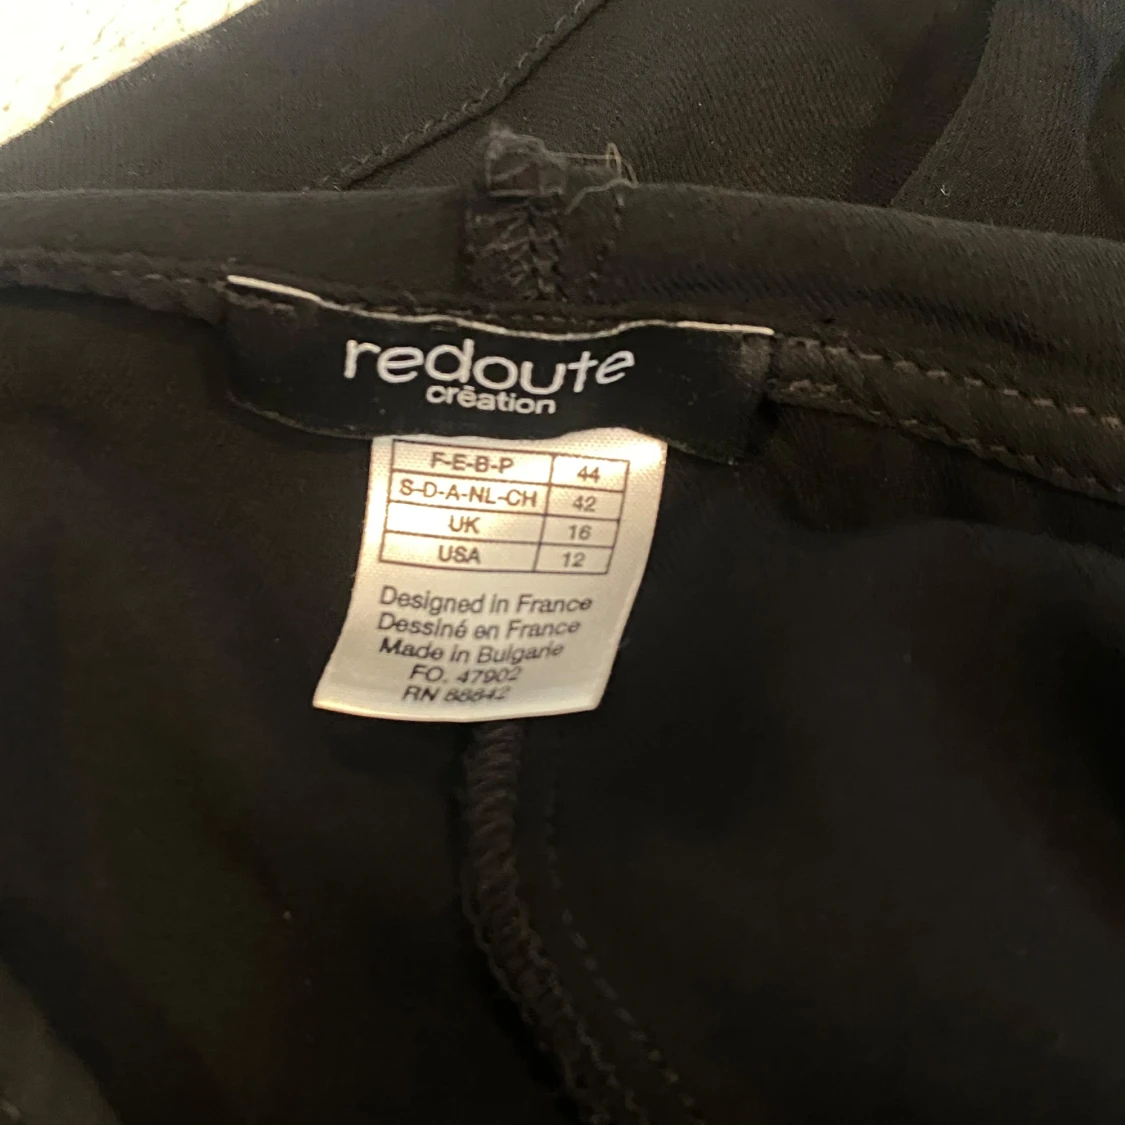 redoute
création
F-E-B-P 44
S-D-A-NL-CH 42
UK 16
USA 12
Designed in France
Dessiné en France
Made in Bulgarie
FO. 47902
RN 88842